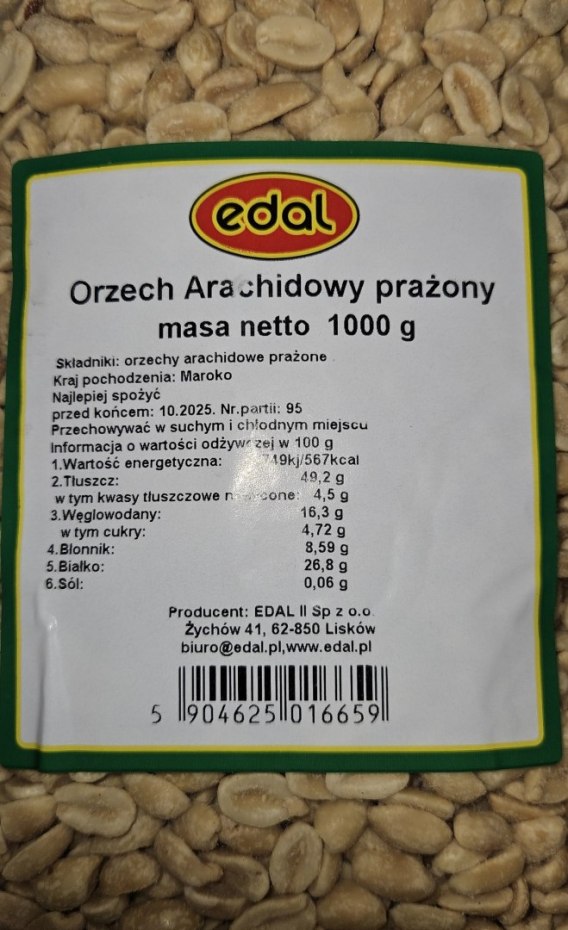 edal
Orzech Arachidowy prażony
masa netto 1000 g
Składniki: orzechy arachidowe prażone
Kraj pochodzenia: Maroko
Najlepiej spożyć
przed końcem: 10.2025. Nr.partii: 95
Przechowywać w suchym i chłodnym miejscu
Informacja o wartości odżywczej w 100 g
1.Wartość energetyczna: 749kj/567kcal
2.Tłuszcz: 49,2 g
w tym kwasy tłuszczowe nasycone: 4,5 g
3.Węglowodany: 16,3 g
w tym cukry: 4,72 g
4.Błonnik: 8,59 g
5.Białko: 26,8 g
6.Sól: 0,06 g
Producent: EDAL II Sp z o.o.
Żychów 41, 62-850 Lisków
biuro@edal.pl,www.edal.pl
5 904625 016659